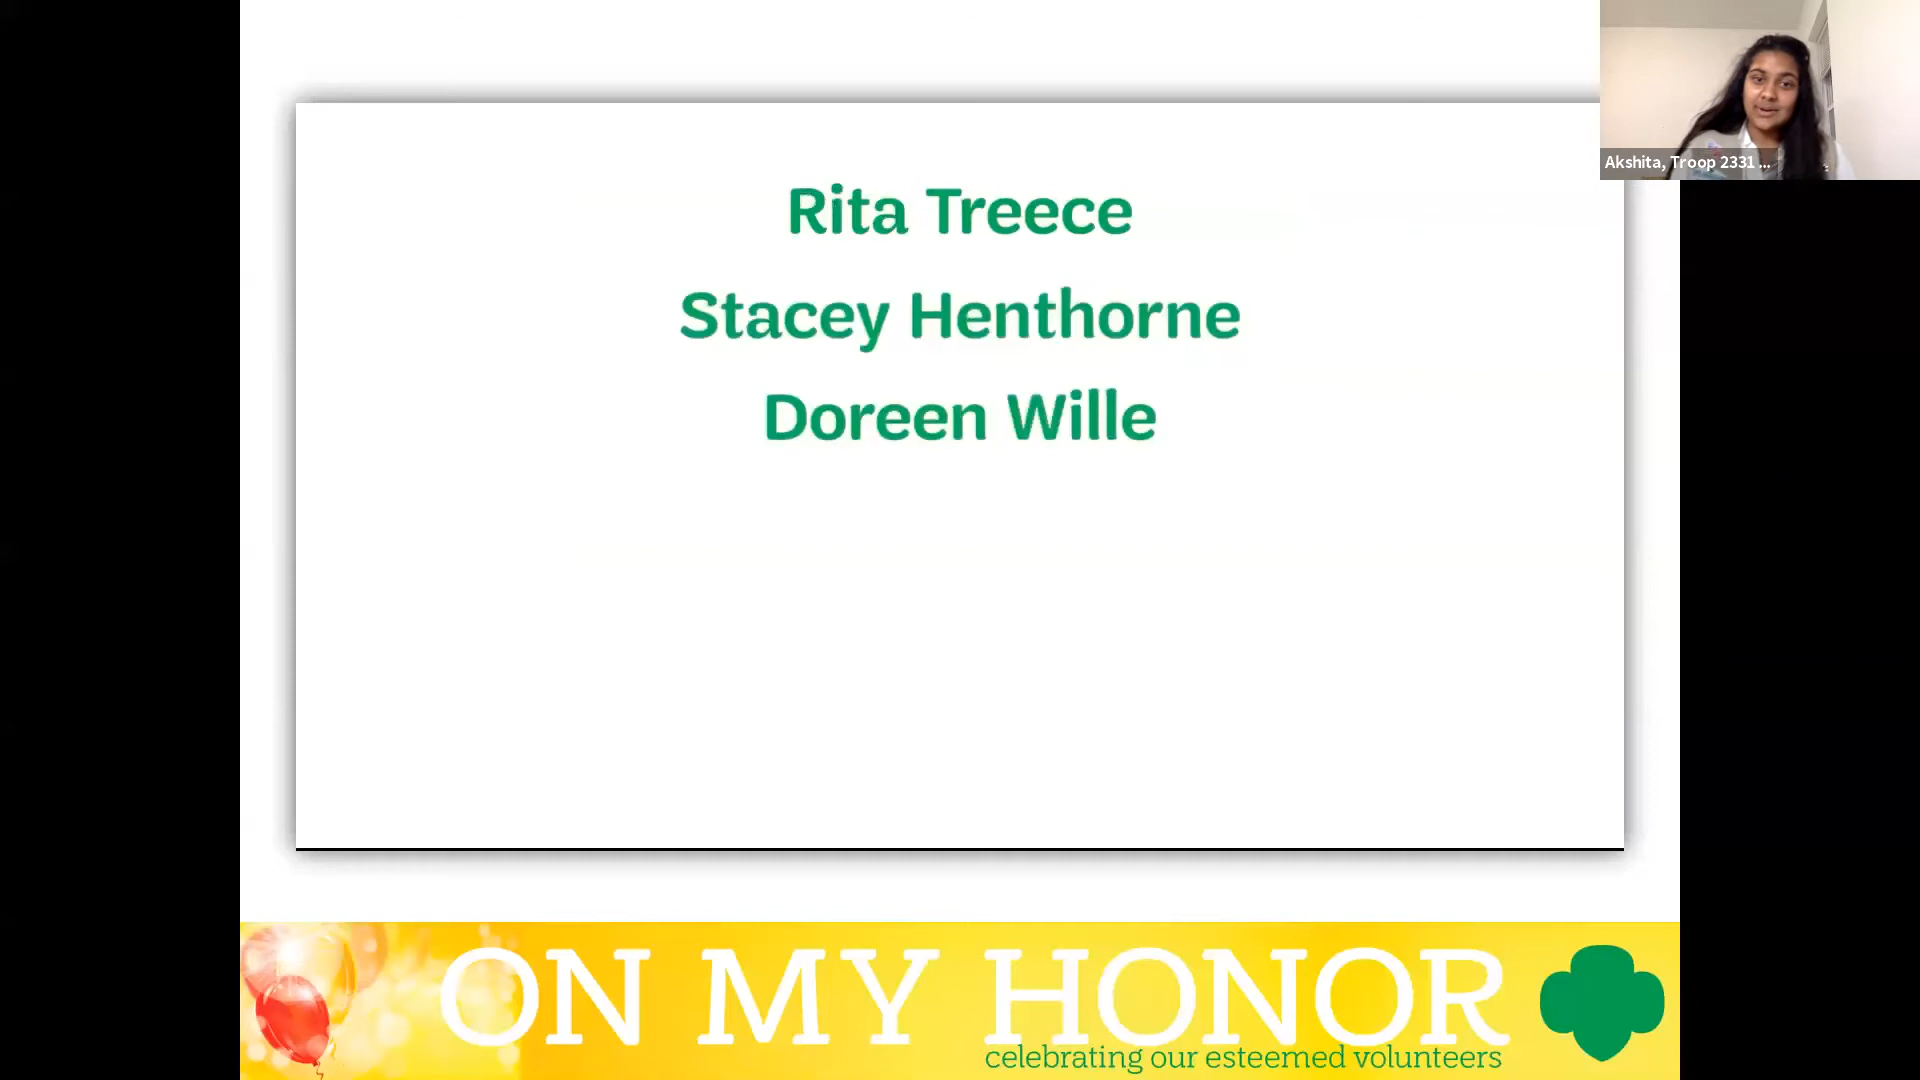 Akshita, Troop 2331 ...
Rita Treece
Stacey Henthorne
Doreen Wille
ON MY HONOR
celebrating our esteemed volunteers